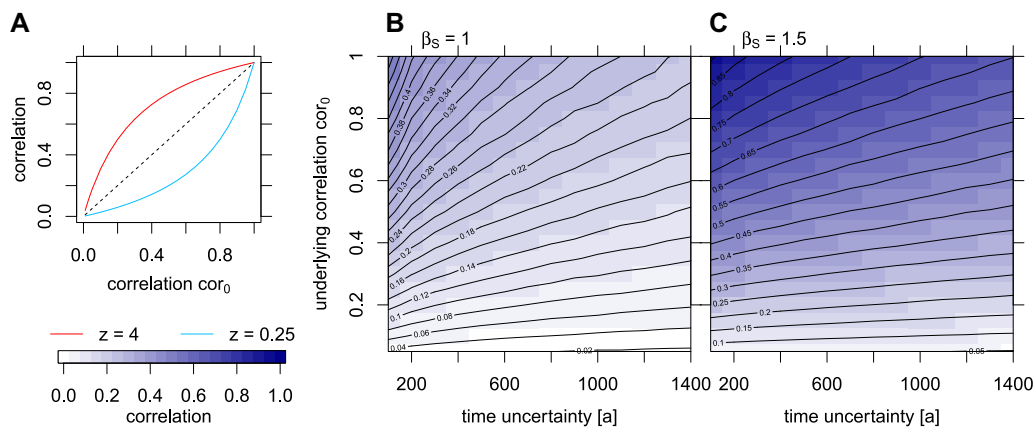 A
correlation
0.0 0.4 0.8
0.0 0.4 0.8
correlation cor₀
z = 4
z = 0.25
0.0 0.2 0.4 0.6 0.8 1.0
correlation
B
β_S = 1
underlying correlation cor₀
0.2 0.4 0.6 0.8 1
0.4
0.38
0.36
0.34
0.32
0.3
0.28
0.26
0.24
0.22
0.2
0.18
0.16
0.14
0.12
0.1
0.08
0.06
0.04
0.02
200 600 1000 1400
time uncertainty [a]
C
β_S = 1.5
0.85
0.8
0.75
0.7
0.65
0.6
0.55
0.5
0.45
0.4
0.35
0.3
0.25
0.2
0.15
0.1
0.05
200 600 1000 1400
time uncertainty [a]